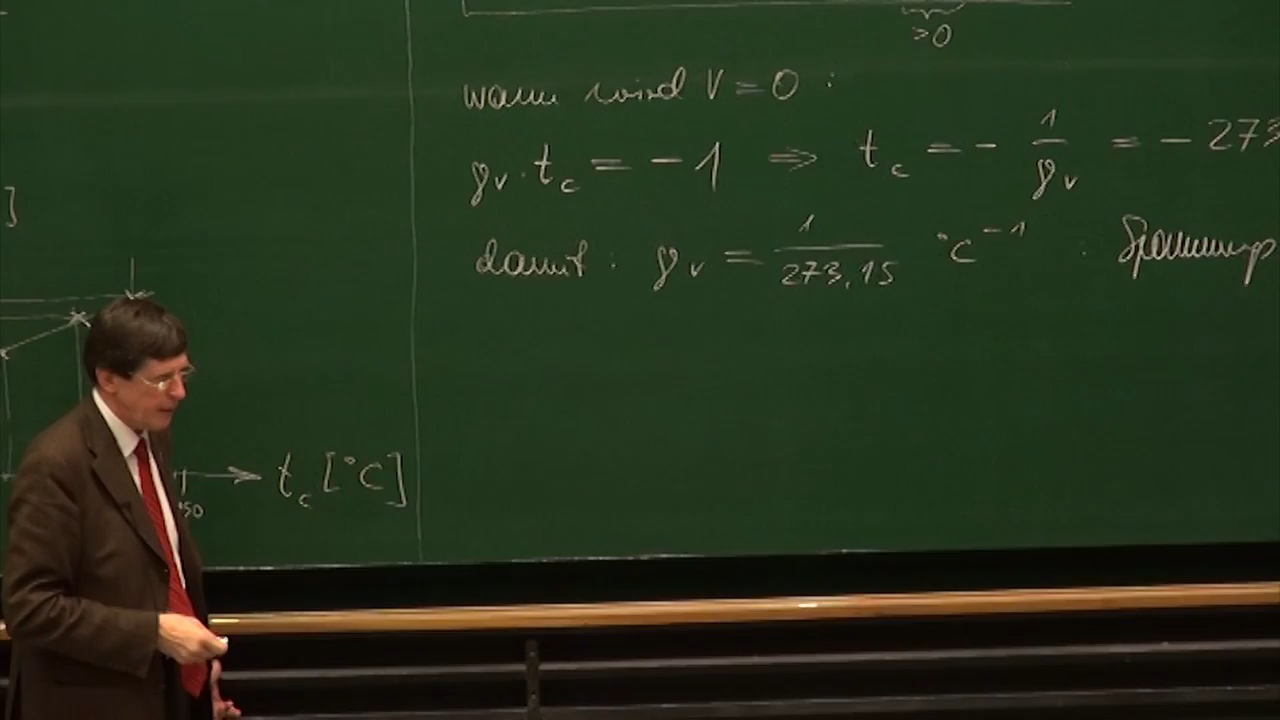 >0
wann wird V = 0 :
γv · tc = -1 ⇒ tc = - 1/γv = - 273
damit : γv = 1/273,15 °C⁻¹ : Spannungs
]
50
tc [°C]